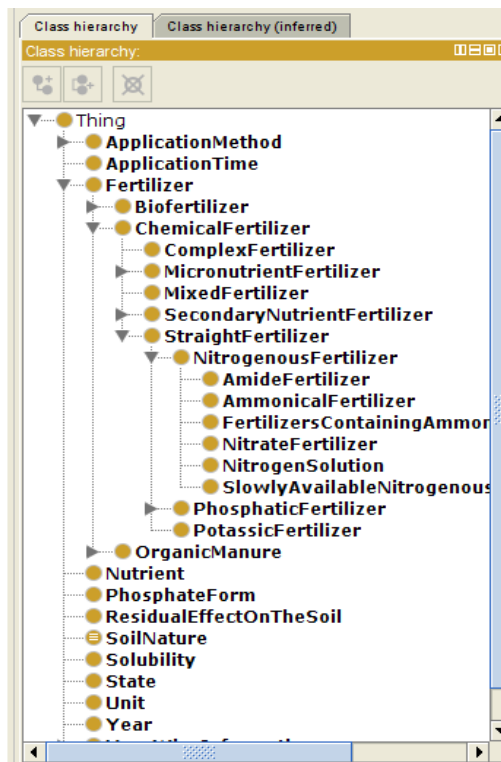 Class hierarchy Class hierarchy (inferred)
Class hierarchy:
Thing
ApplicationMethod
ApplicationTime
Fertilizer
Biofertilizer
ChemicalFertilizer
ComplexFertilizer
MicronutrientFertilizer
MixedFertilizer
SecondaryNutrientFertilizer
StraightFertilizer
NitrogenousFertilizer
AmideFertilizer
AmmonicalFertilizer
FertilizersContainingAmmon
NitrateFertilizer
NitrogenSolution
SlowlyAvailableNitrogenous
PhosphaticFertilizer
PotassicFertilizer
OrganicManure
Nutrient
PhosphateForm
ResidualEffectOnTheSoil
SoilNature
Solubility
State
Unit
Year